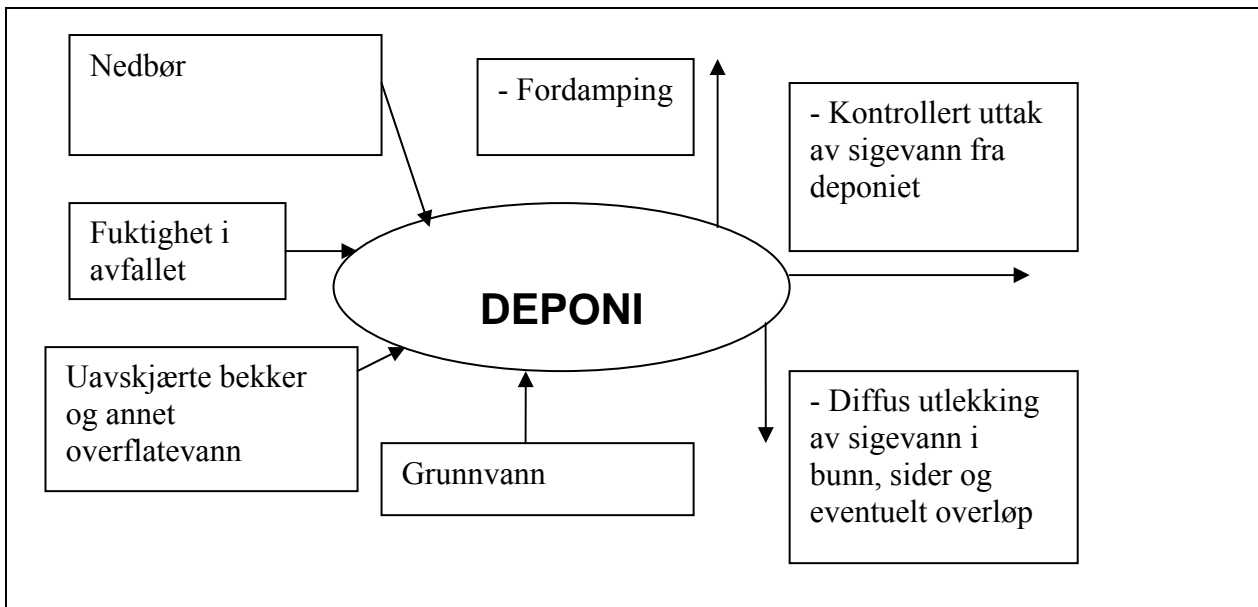 Nedbør
- Fordamping
- Kontrollert uttak
av sigevann fra
deponiet
Fuktighet i
avfallet
DEPONI
Uavskjærte bekker
og annet
overflatevann
Grunnvann
- Diffus utlekking
av sigevann i
bunn, sider og
eventuelt overløp